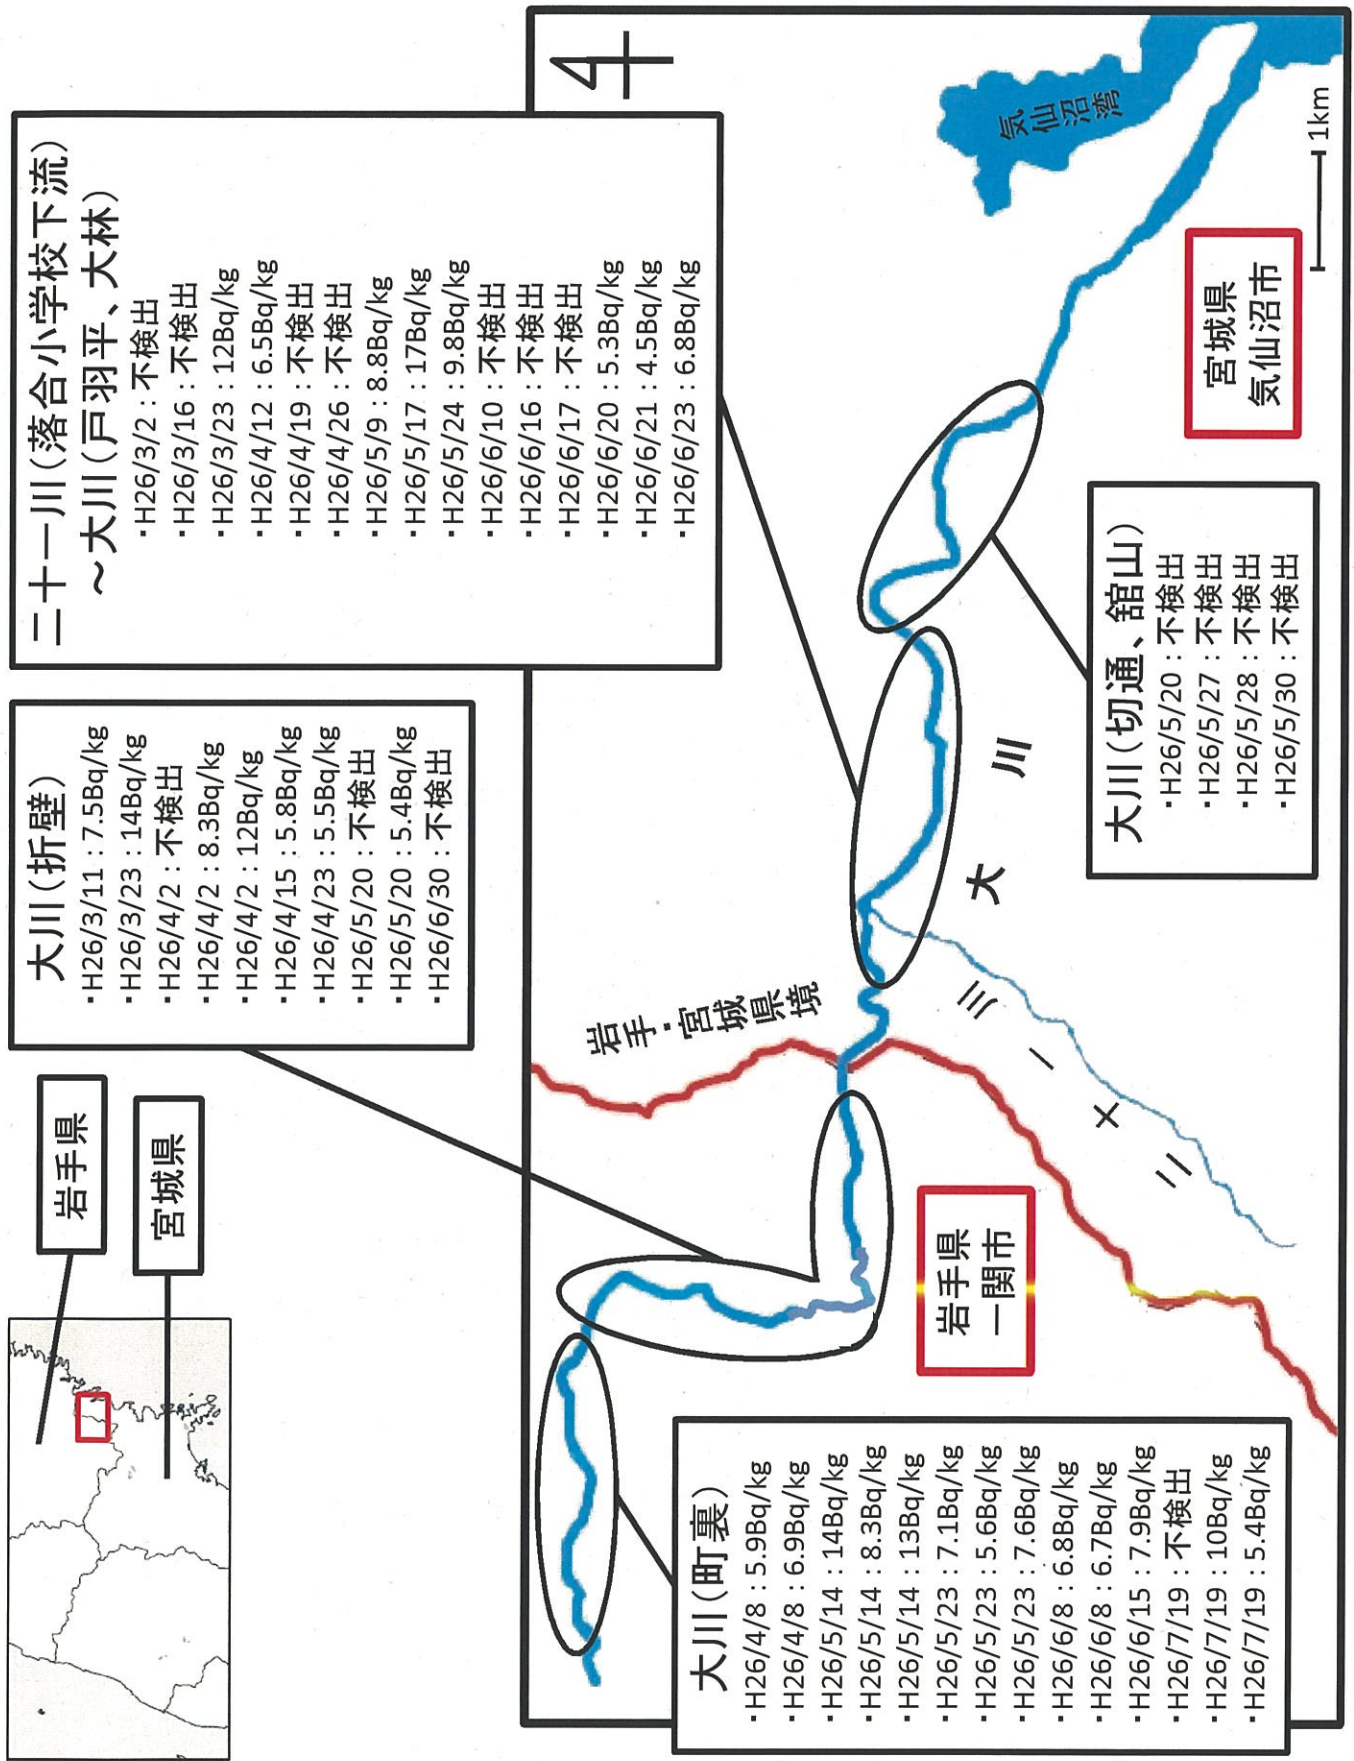 岩手県
宮城県
大川（折壁）
・H26/3/11：7.5Bq/kg
・H26/3/23：14Bq/kg
・H26/4/2：不検出
・H26/4/2：8.3Bq/kg
・H26/4/2：12Bq/kg
・H26/4/15：5.8Bq/kg
・H26/4/23：5.5Bq/kg
・H26/5/20：不検出
・H26/5/20：5.4Bq/kg
・H26/6/30：不検出
二十一川（落合小学校下流）
～大川（戸羽平、大林）
・H26/3/2：不検出
・H26/3/16：不検出
・H26/3/23：12Bq/kg
・H26/4/12：6.5Bq/kg
・H26/4/19：不検出
・H26/4/26：不検出
・H26/5/9：8.8Bq/kg
・H26/5/17：17Bq/kg
・H26/5/24：9.8Bq/kg
・H26/6/10：不検出
・H26/6/16：不検出
・H26/6/17：不検出
・H26/6/20：5.3Bq/kg
・H26/6/21：4.5Bq/kg
・H26/6/23：6.8Bq/kg
4
岩手・宮城県境
気仙沼湾
大川
二十一川
大川（町裏）
・H26/4/8：5.9Bq/kg
・H26/4/8：6.9Bq/kg
・H26/5/14：14Bq/kg
・H26/5/14：8.3Bq/kg
・H26/5/14：13Bq/kg
・H26/5/23：7.1Bq/kg
・H26/5/23：5.6Bq/kg
・H26/5/23：7.6Bq/kg
・H26/6/8：6.8Bq/kg
・H26/6/8：6.7Bq/kg
・H26/6/15：7.9Bq/kg
・H26/7/19：不検出
・H26/7/19：10Bq/kg
・H26/7/19：5.4Bq/kg
岩手県
一関市
大川（切通、舘山）
・H26/5/20：不検出
・H26/5/27：不検出
・H26/5/28：不検出
・H26/5/30：不検出
宮城県
気仙沼市
1km